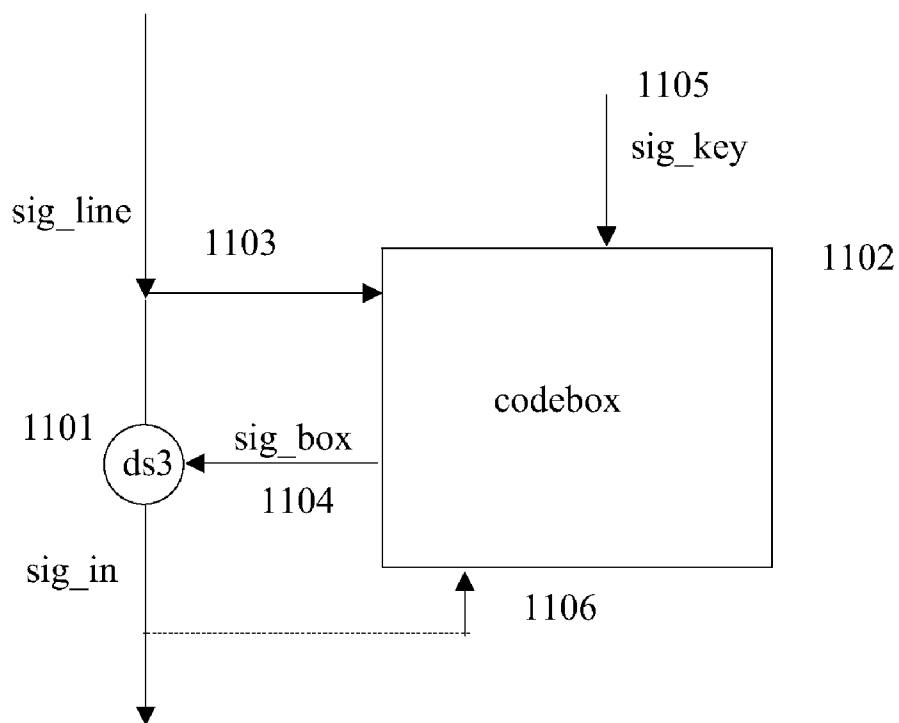 1105
sig_key
sig_line
1103
1102
codebox
1101
sig_box
ds3
1104
sig_in
1106